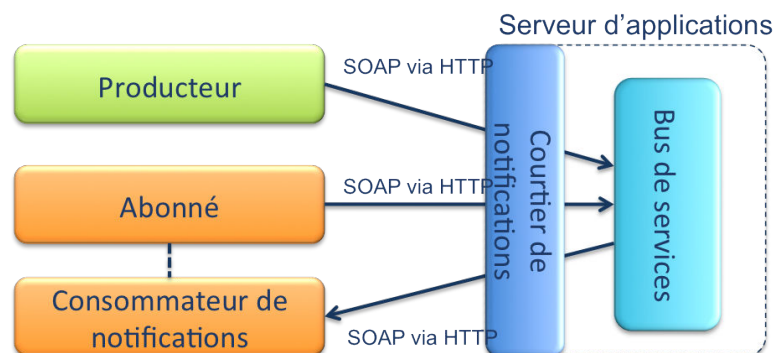 Serveur d'applications
Producteur
SOAP via HTTP
Abonné
SOAP via HTTP
Consommateur de
notifications
SOAP via HTTP
Courtier de
notifications
Bus de services